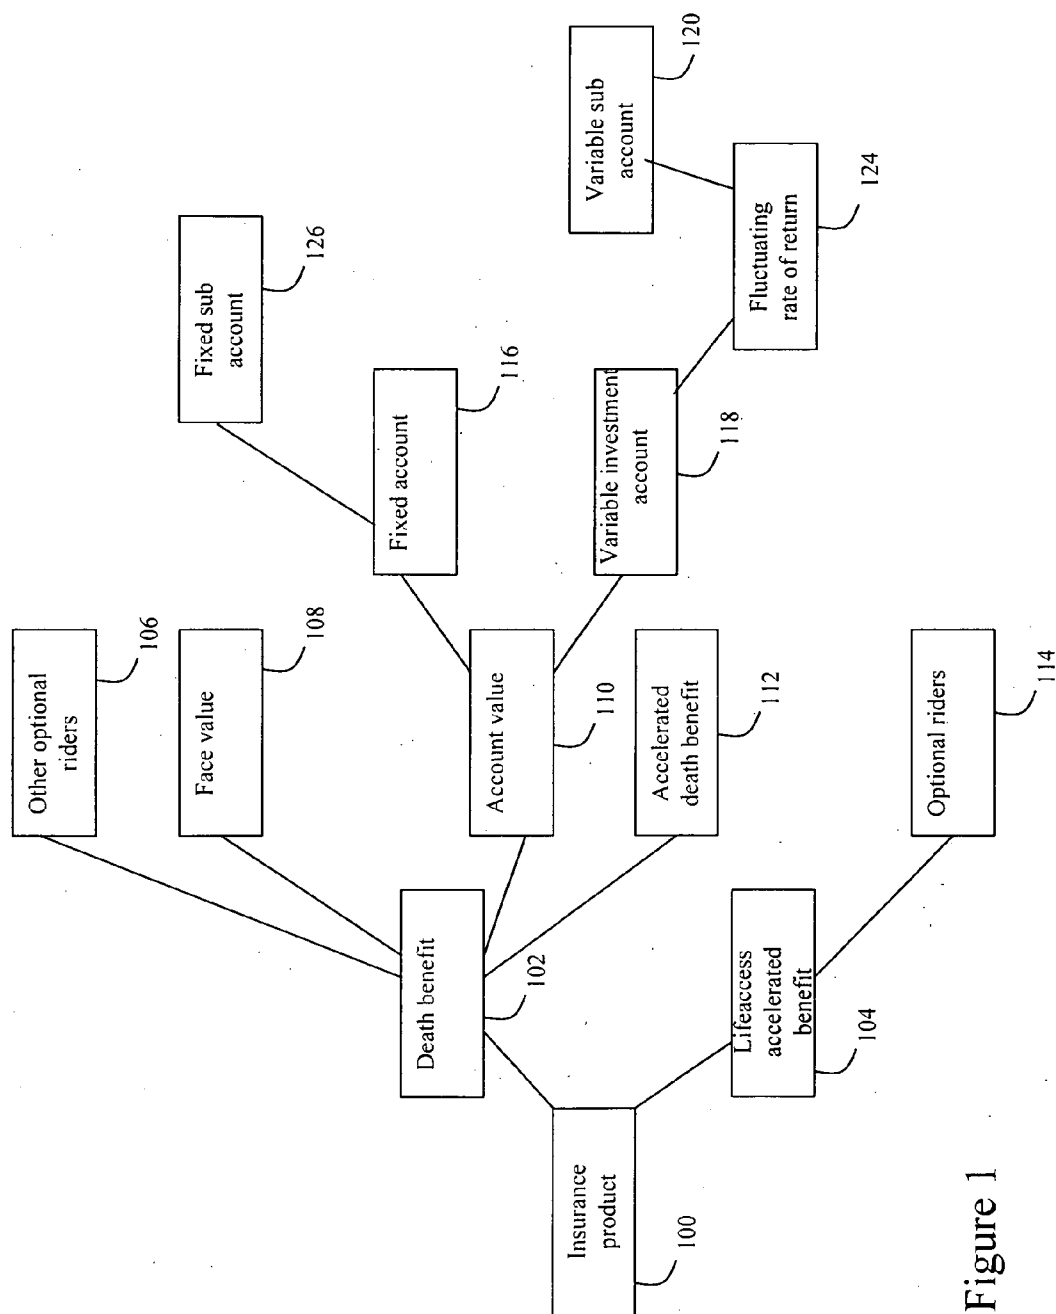 Other optional
riders
106
Face value
108
Fixed sub
account
126
Death benefit
102
Account value
110
Fixed account
116
Insurance
product
100
Variable investment
account
118
Variable sub
account
120
Accelerated
death benefit
112
Lifeaccess
accelerated
benefit
104
Fluctuating
rate of return
124
Optional riders
114
Figure 1